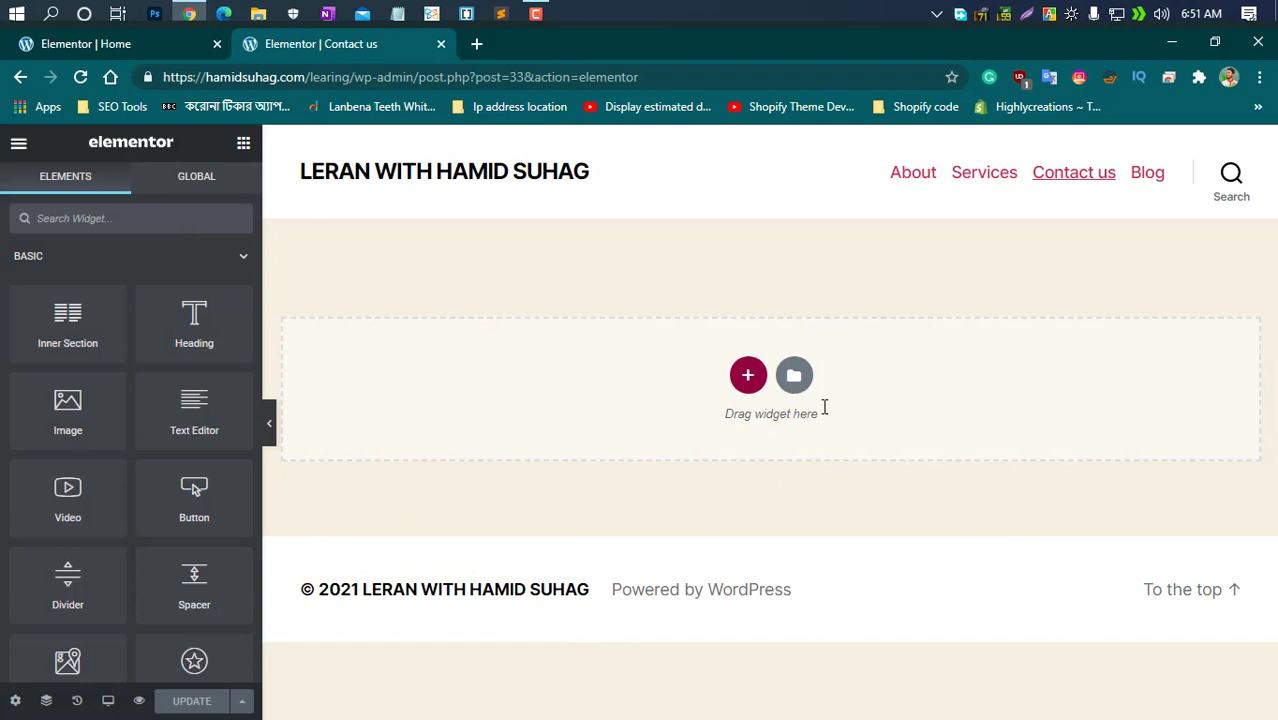 6:51 AM
Elementor | Home
Elementor | Contact us
https://hamidsuhag.com/learing/wp-admin/post.php?post=33&action=elementor
1
IQ
Apps
SEO Tools
BBC করোনা টিকার অ্যাপ...
Lanbena Teeth Whit...
Ip address location
Display estimated d...
Shopify Theme Dev...
Shopify code
Highlycreations ~ T...
elementor
ELEMENTS
GLOBAL
Search Widget...
BASIC
Inner Section
Heading
Image
Text Editor
Video
Button
Divider
Spacer
UPDATE
LERAN WITH HAMID SUHAG
About
Services
Contact us
Blog
Search
Drag widget here
© 2021 LERAN WITH HAMID SUHAG
Powered by WordPress
To the top ↑